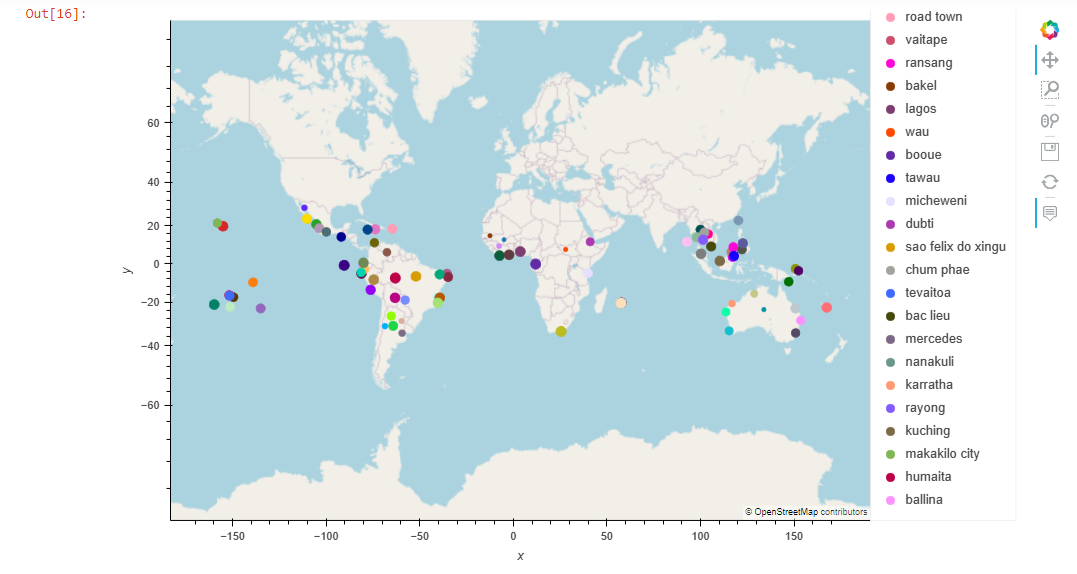 Out[16]:
60
40
20
0
−20
−40
−60
y
−150
−100
−50
0
50
100
150
x
© OpenStreetMap contributors
road town
vaitape
ransang
bakel
lagos
wau
booue
tawau
micheweni
dubti
sao felix do xingu
chum phae
tevaitoa
bac lieu
mercedes
nanakuli
karratha
rayong
kuching
makakilo city
humaita
ballina